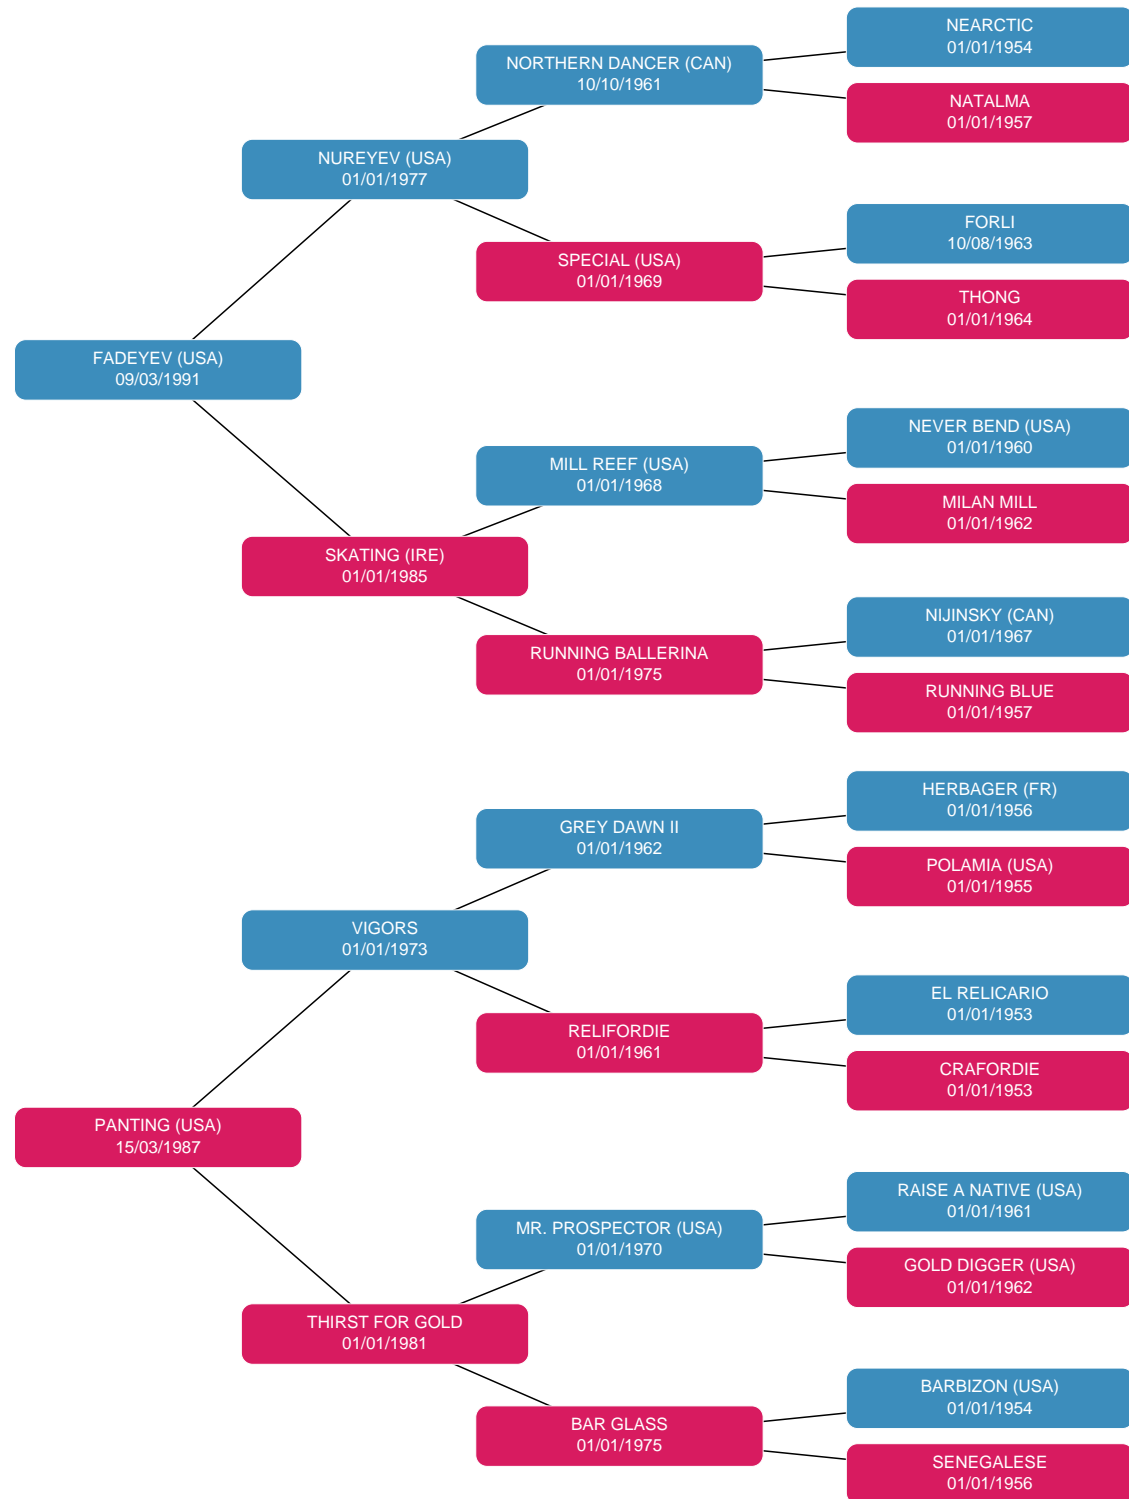 NEARCTIC
01/01/1954
NORTHERN DANCER (CAN)
10/10/1961
NATALMA
01/01/1957
NUREYEV (USA)
01/01/1977
FORLI
10/08/1963
SPECIAL (USA)
01/01/1969
THONG
01/01/1964
FADEYEV (USA)
09/03/1991
NEVER BEND (USA)
01/01/1960
MILL REEF (USA)
01/01/1968
MILAN MILL
01/01/1962
SKATING (IRE)
01/01/1985
NIJINSKY (CAN)
01/01/1967
RUNNING BALLERINA
01/01/1975
RUNNING BLUE
01/01/1957
HERBAGER (FR)
01/01/1956
GREY DAWN II
01/01/1962
POLAMIA (USA)
01/01/1955
VIGORS
01/01/1973
EL RELICARIO
01/01/1953
RELIFORDIE
01/01/1961
CRAFORDIE
01/01/1953
PANTING (USA)
15/03/1987
RAISE A NATIVE (USA)
01/01/1961
MR. PROSPECTOR (USA)
01/01/1970
GOLD DIGGER (USA)
01/01/1962
THIRST FOR GOLD
01/01/1981
BARBIZON (USA)
01/01/1954
BAR GLASS
01/01/1975
SENEGALESE
01/01/1956